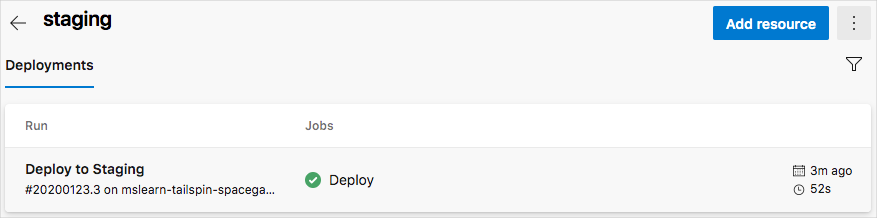 staging
Add resource
Deployments
Run Jobs
Deploy to Staging
#20200123.3 on mslearn-tailspin-spacega...
Deploy
3m ago
52s